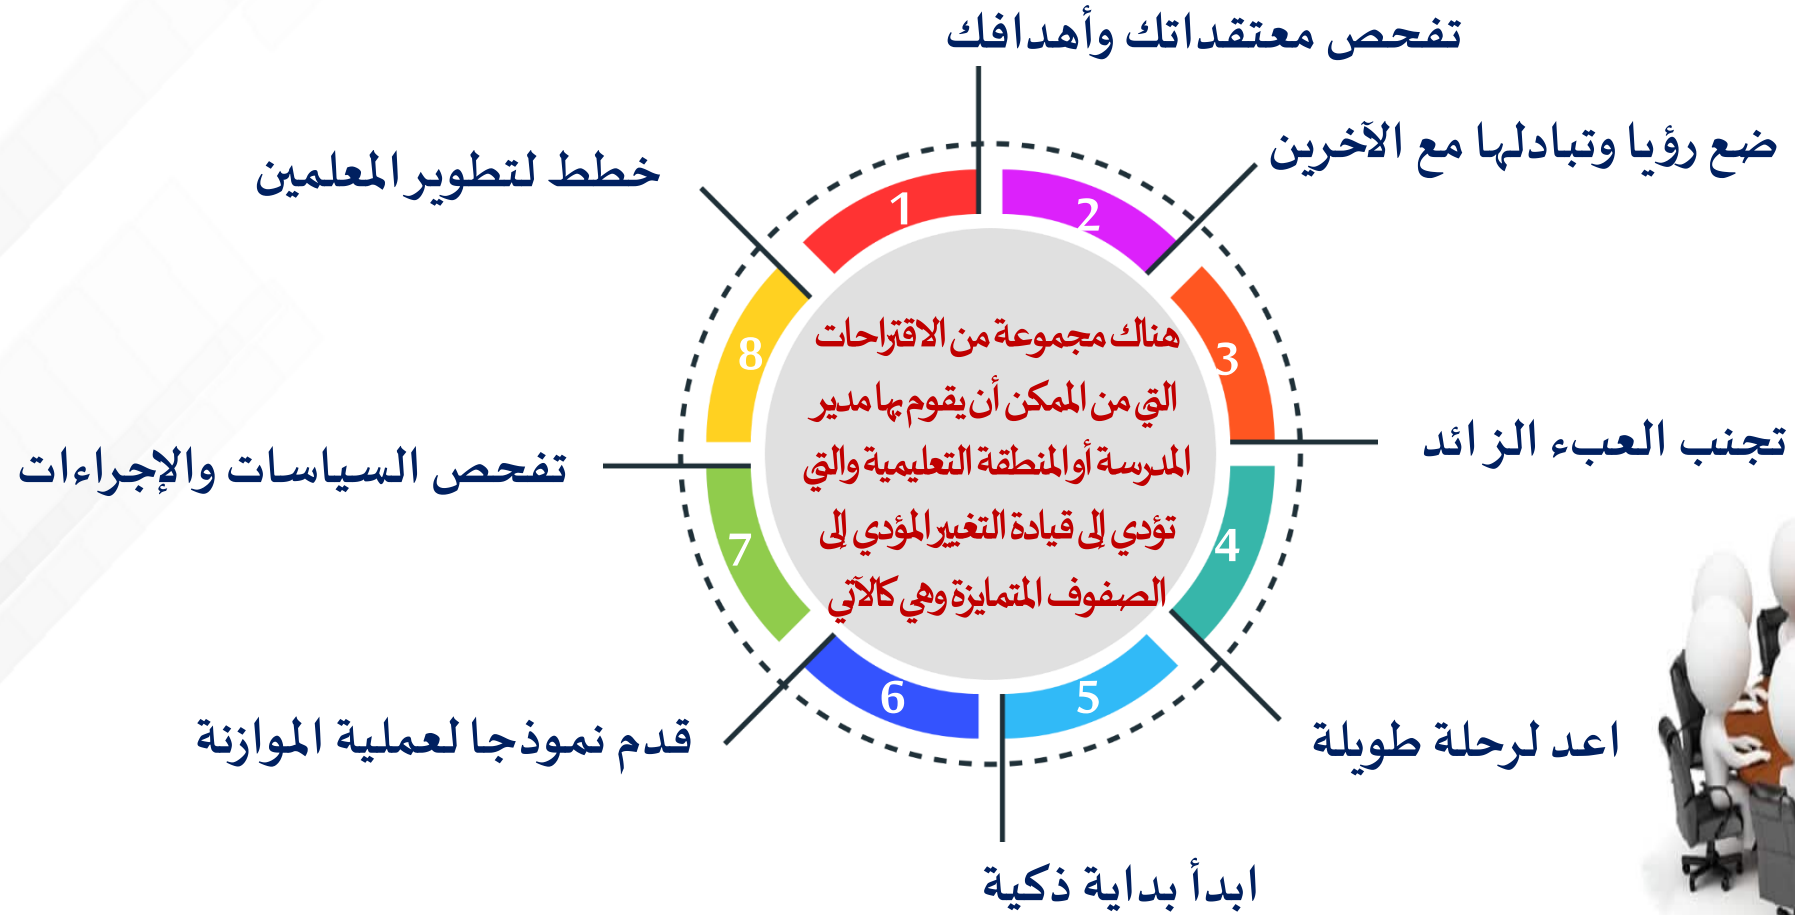 تفحص معتقداتك وأهدافك
ضع رؤيا وتبادلها مع الآخرين
خطط لتطوير المعلمين
1
2
3
8
هناك مجموعة من الاقتراحات
التي من الممكن أن يقوم بها مدير
المدرسة أو المنطقة التعليمية والتي
تؤدي إلى قيادة التغيير المؤدي إلى
الصفوف المتمايزة وهي كالآتي
تجنب العبء الزائد
تفحص السياسات والإجراءات
4
7
5
6
اعد لرحلة طويلة
قدم نموذجا لعملية الموازنة
ابدأ بداية ذكية